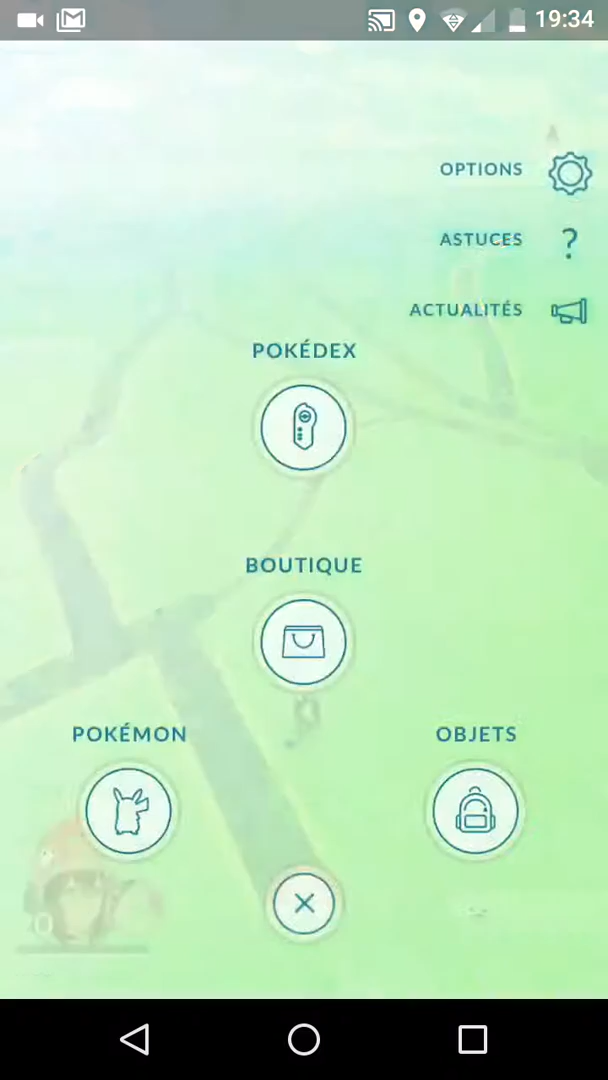 19:34
OPTIONS
ASTUCES
?
ACTUALITÉS
POKÉDEX
BOUTIQUE
POKÉMON
OBJETS